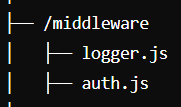 ├── /middleware
│   ├── logger.js
│   ├── auth.js